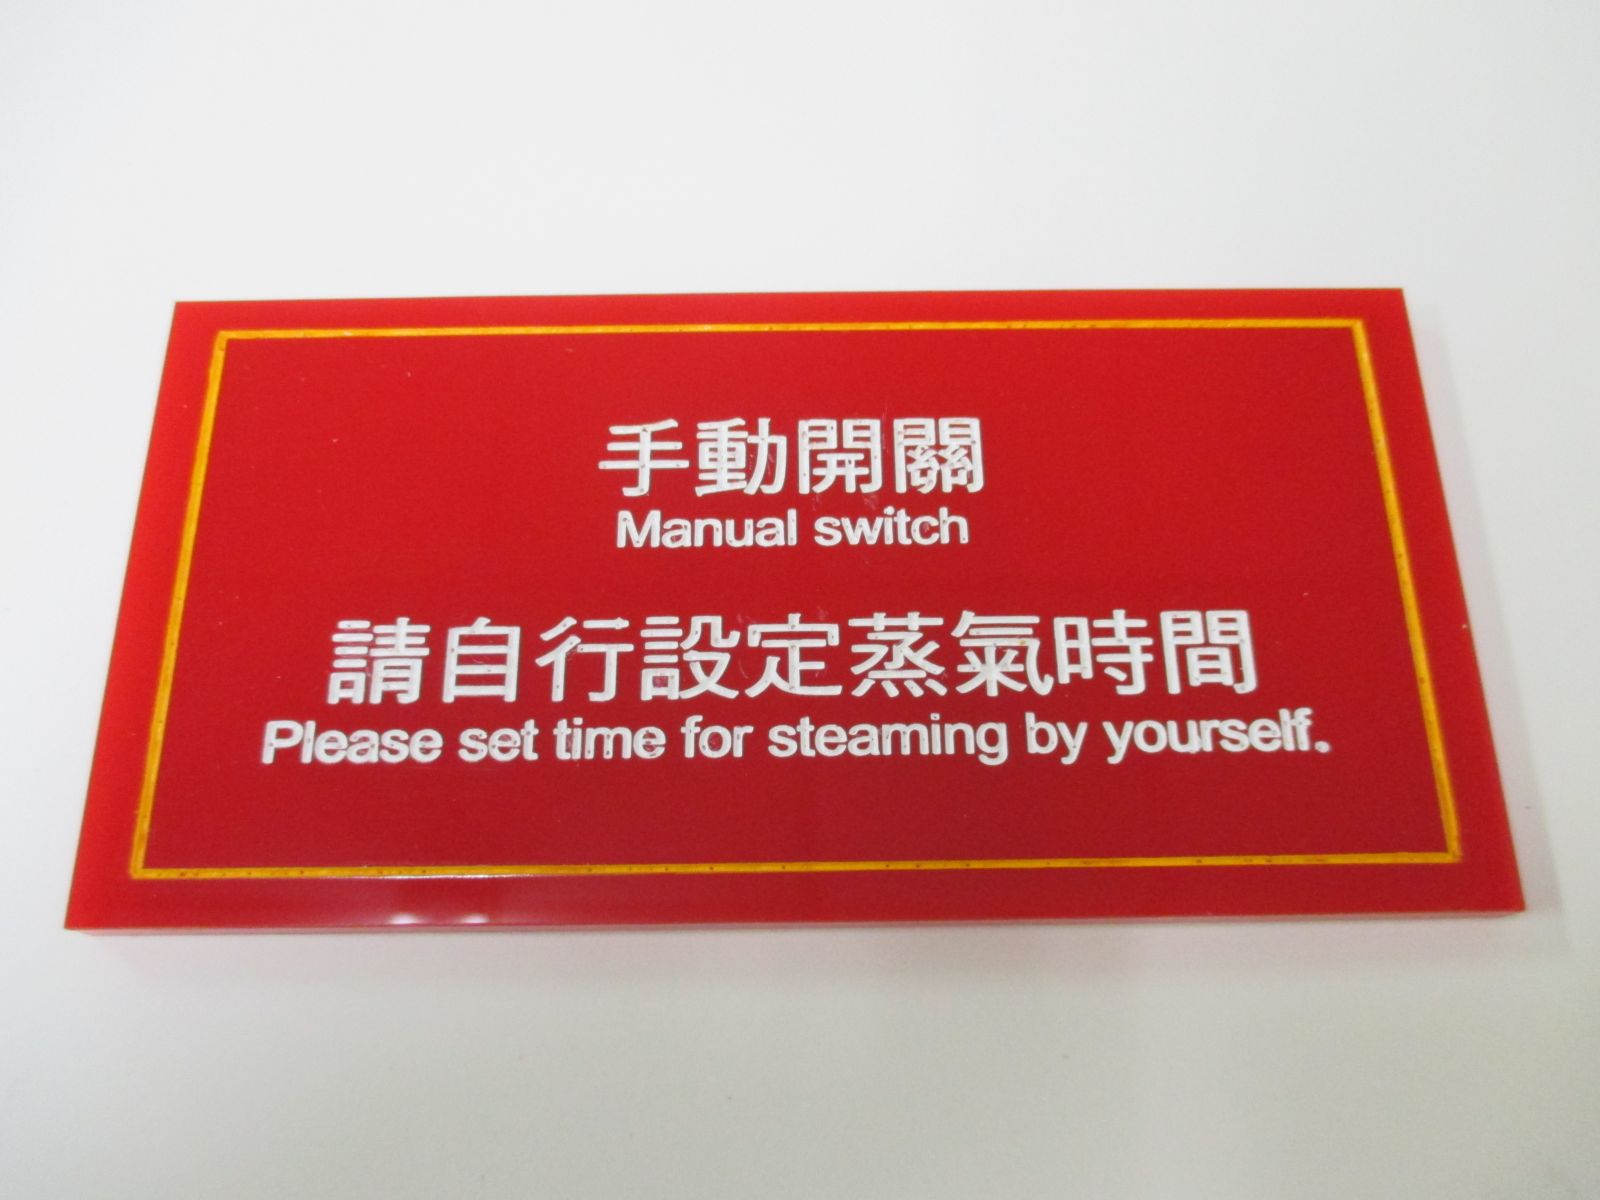 手動開關
Manual switch
請自行設定蒸氣時間
Please set time for steaming by yourself.